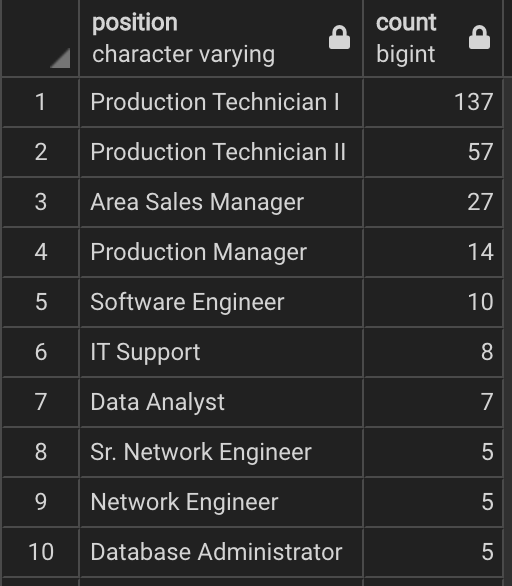 position count
character varying bigint
1 Production Technician I 137
2 Production Technician II 57
3 Area Sales Manager 27
4 Production Manager 14
5 Software Engineer 10
6 IT Support 8
7 Data Analyst 7
8 Sr. Network Engineer 5
9 Network Engineer 5
10 Database Administrator 5